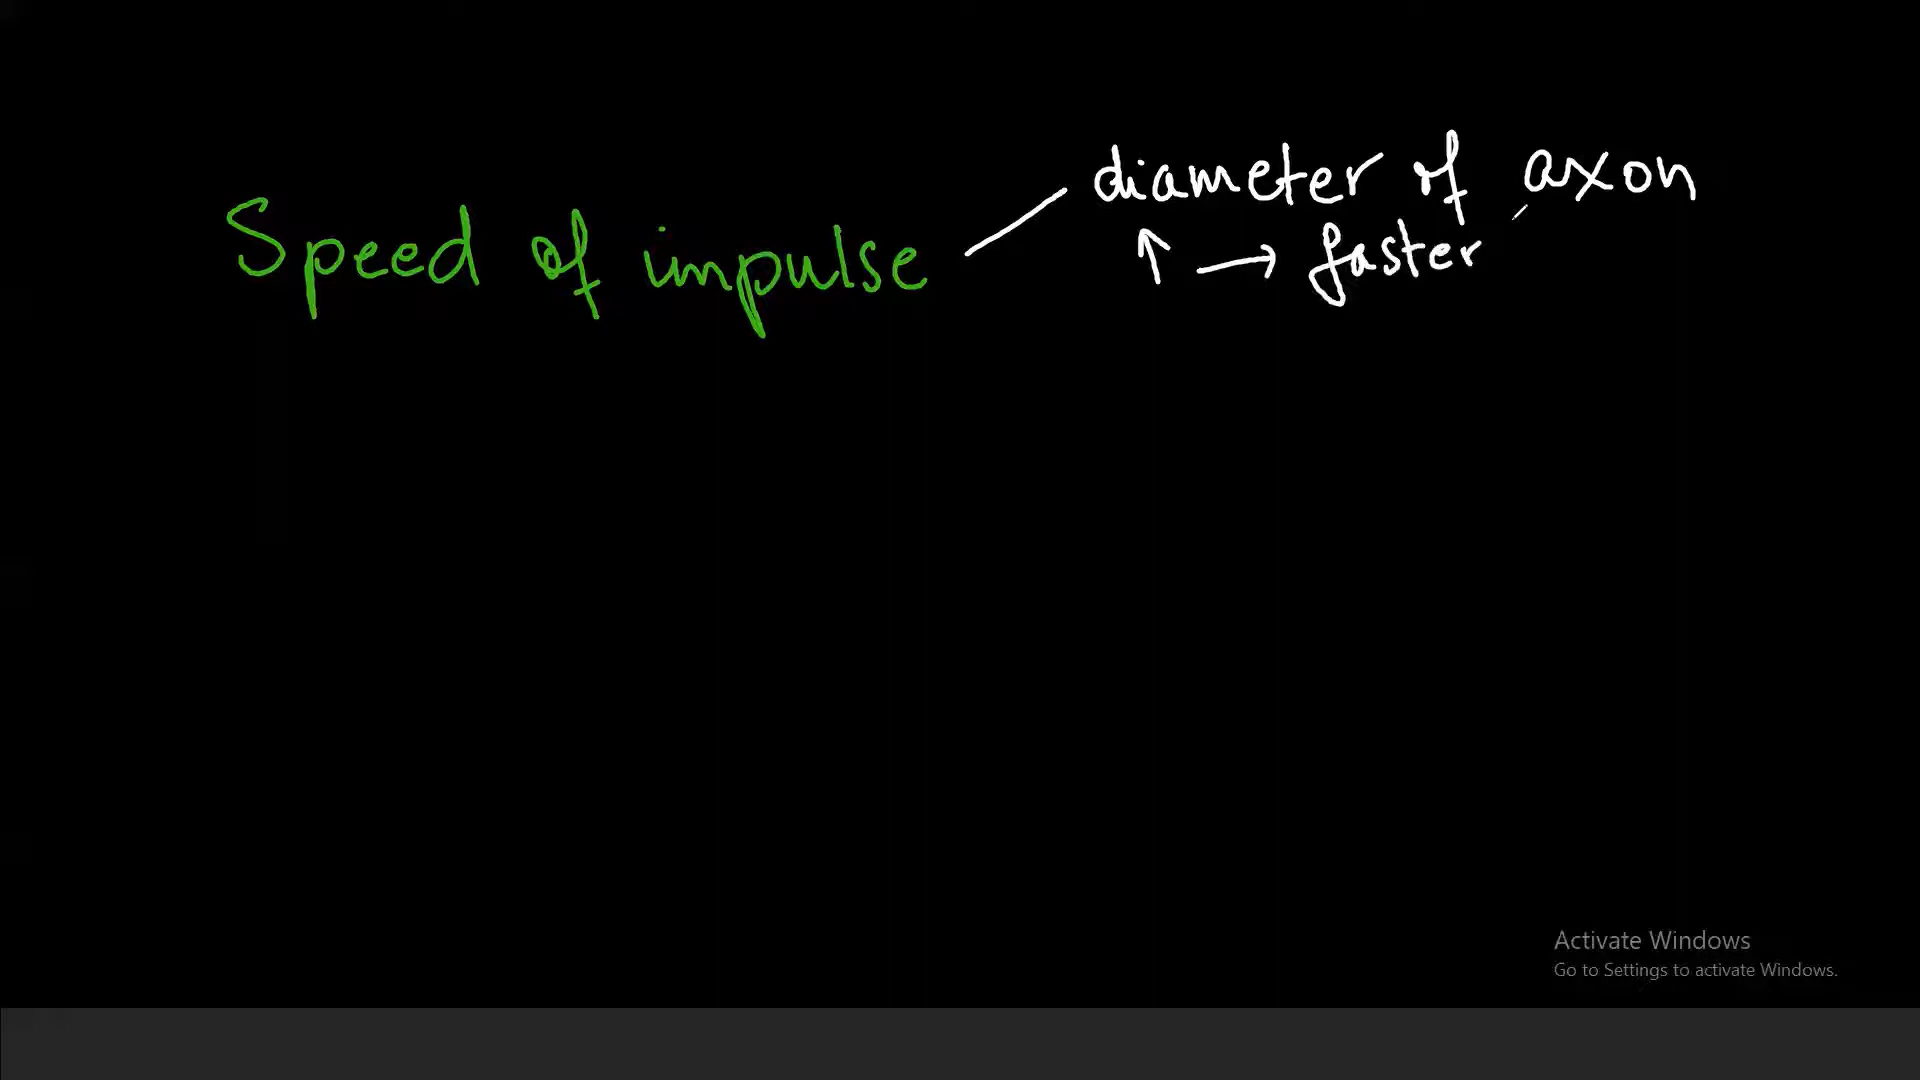 Speed of impulse
diameter of axon
↑ → faster
Activate Windows
Go to Settings to activate Windows.